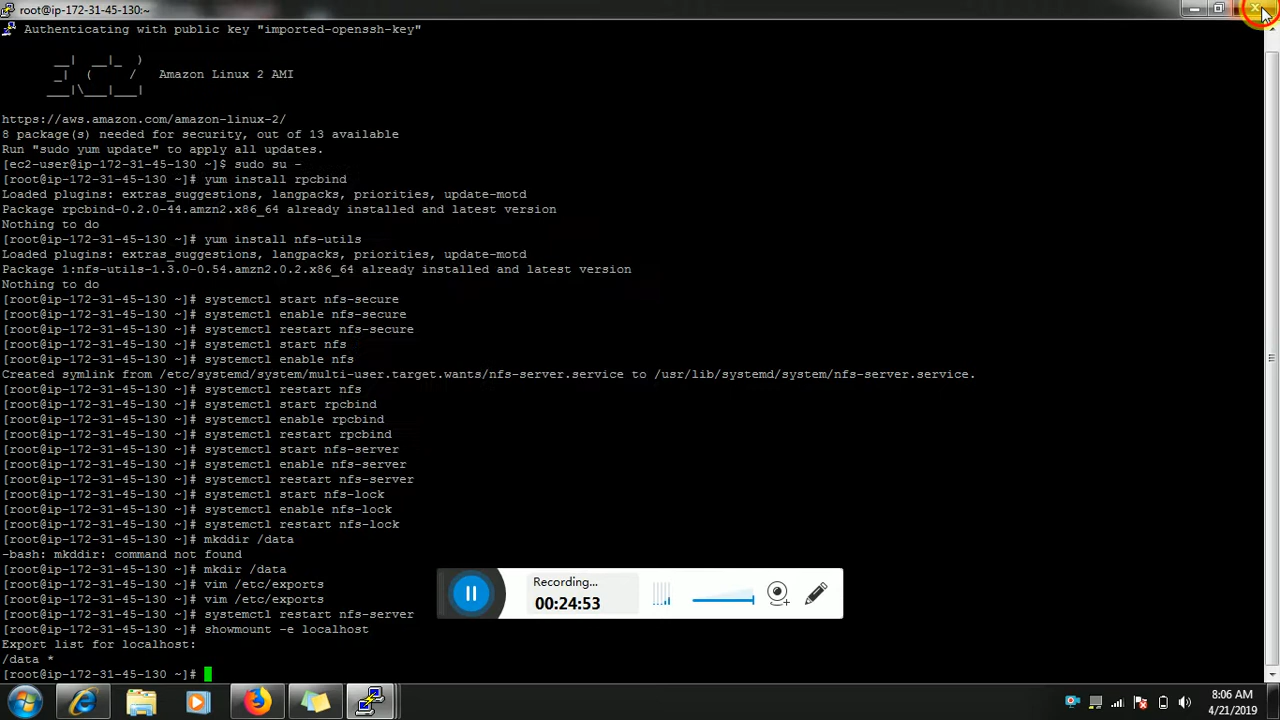 root@ip-172-31-45-130:~
Authenticating with public key "imported-openssh-key"
__|  __|_  )
_|  (     /   Amazon Linux 2 AMI
___|\___|___|
https://aws.amazon.com/amazon-linux-2/
8 package(s) needed for security, out of 13 available
Run "sudo yum update" to apply all updates.
[ec2-user@ip-172-31-45-130 ~]$ sudo su -
[root@ip-172-31-45-130 ~]# yum install rpcbind
Loaded plugins: extras_suggestions, langpacks, priorities, update-motd
Package rpcbind-0.2.0-44.amzn2.x86_64 already installed and latest version
Nothing to do
[root@ip-172-31-45-130 ~]# yum install nfs-utils
Loaded plugins: extras_suggestions, langpacks, priorities, update-motd
Package 1:nfs-utils-1.3.0-0.54.amzn2.0.2.x86_64 already installed and latest version
Nothing to do
[root@ip-172-31-45-130 ~]# systemctl start nfs-secure
[root@ip-172-31-45-130 ~]# systemctl enable nfs-secure
[root@ip-172-31-45-130 ~]# systemctl restart nfs-secure
[root@ip-172-31-45-130 ~]# systemctl start nfs
[root@ip-172-31-45-130 ~]# systemctl enable nfs
Created symlink from /etc/systemd/system/multi-user.target.wants/nfs-server.service to /usr/lib/systemd/system/nfs-server.service.
[root@ip-172-31-45-130 ~]# systemctl restart nfs
[root@ip-172-31-45-130 ~]# systemctl start rpcbind
[root@ip-172-31-45-130 ~]# systemctl enable rpcbind
[root@ip-172-31-45-130 ~]# systemctl restart rpcbind
[root@ip-172-31-45-130 ~]# systemctl start nfs-server
[root@ip-172-31-45-130 ~]# systemctl enable nfs-server
[root@ip-172-31-45-130 ~]# systemctl restart nfs-server
[root@ip-172-31-45-130 ~]# systemctl start nfs-lock
[root@ip-172-31-45-130 ~]# systemctl enable nfs-lock
[root@ip-172-31-45-130 ~]# systemctl restart nfs-lock
[root@ip-172-31-45-130 ~]# mkddir /data
-bash: mkddir: command not found
[root@ip-172-31-45-130 ~]# mkdir /data
[root@ip-172-31-45-130 ~]# vim /etc/exports
[root@ip-172-31-45-130 ~]# vim /etc/exports
[root@ip-172-31-45-130 ~]# systemctl restart nfs-server
[root@ip-172-31-45-130 ~]# showmount -e localhost
Export list for localhost:
/data *
[root@ip-172-31-45-130 ~]#
Recording...
00:24:53
8:06 AM
4/21/2019